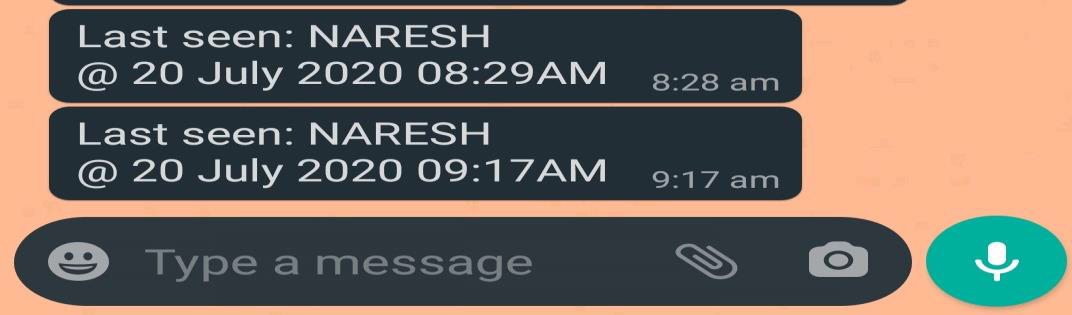 Last seen: NARESH
@ 20 July 2020 08:29AM
8:28 am
Last seen: NARESH
@ 20 July 2020 09:17AM
9:17 am
Type a message